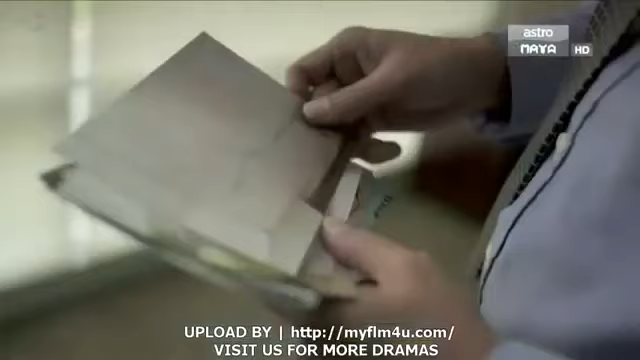 astro
MAYA HD
UPLOAD BY | http://myflm4u.com/
VISIT US FOR MORE DRAMAS